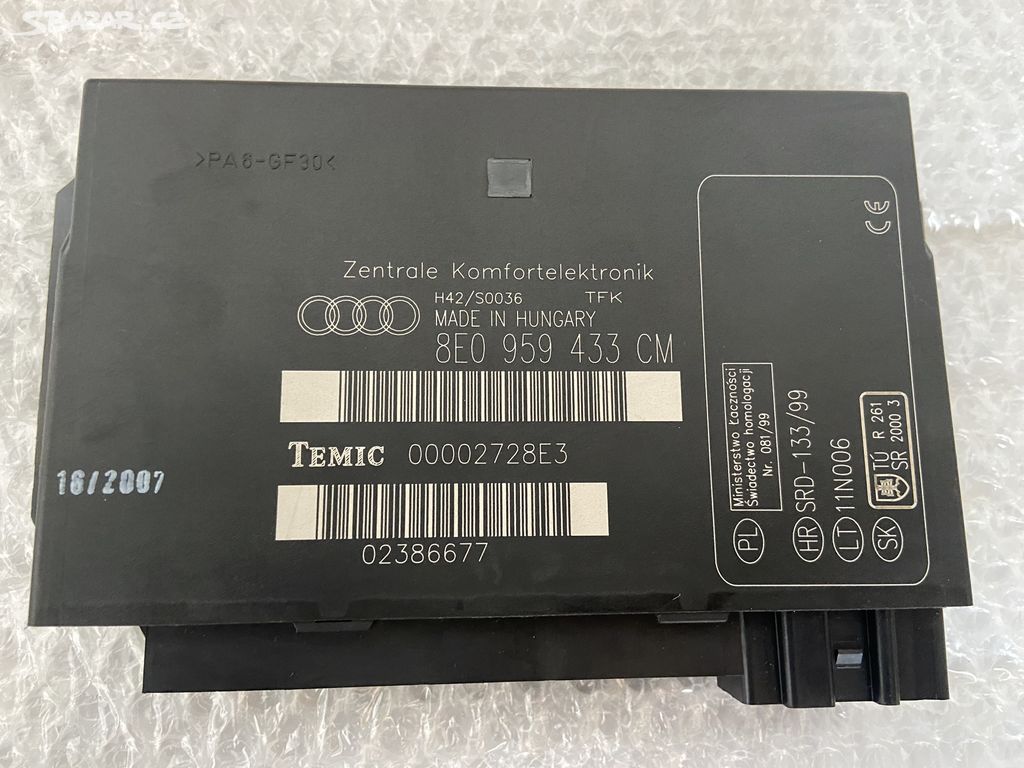 SBAZAR.CZ
>PA6-GF30<
Zentrale Komfortelektronik
H42/S0036 TFK
MADE IN HUNGARY
8E0 959 433 CM
TEMIC 00002728E3
02386677
16/2007
CE
PL Ministerstwo Łaczności
Świadectwo homologacji
Nr. 081/99
HR SRD-133/99
LT 11N006
SK TÚ R 261
SR 2000 3